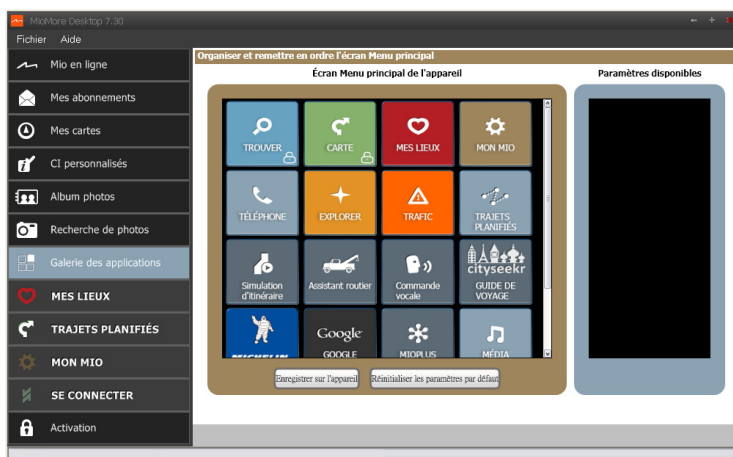 MioMore Desktop 7.30
Fichier Aide
Mio en ligne
Mes abonnements
Mes cartes
CI personnalisés
Album photos
Recherche de photos
Galerie des applications
MES LIEUX
TRAJETS PLANIFIÉS
MON MIO
SE CONNECTER
Activation
Organiser et remettre en ordre l'écran Menu principal
Écran Menu principal de l'appareil
Paramètres disponibles
TROUVER
CARTE
MES LIEUX
MON MIO
TÉLÉPHONE
EXPLORER
TRAFIC
TRAJETS
PLANIFIÉS
Simulation
d'itinéraire
Assistant routier
Commande
vocale
cityseekr
GUIDE DE
VOYAGE
MICHELIN
Google
GOOGLE
MIOPLUS
MÉDIA
Enregistrer sur l'appareil
Réinitialiser les paramètres par défaut